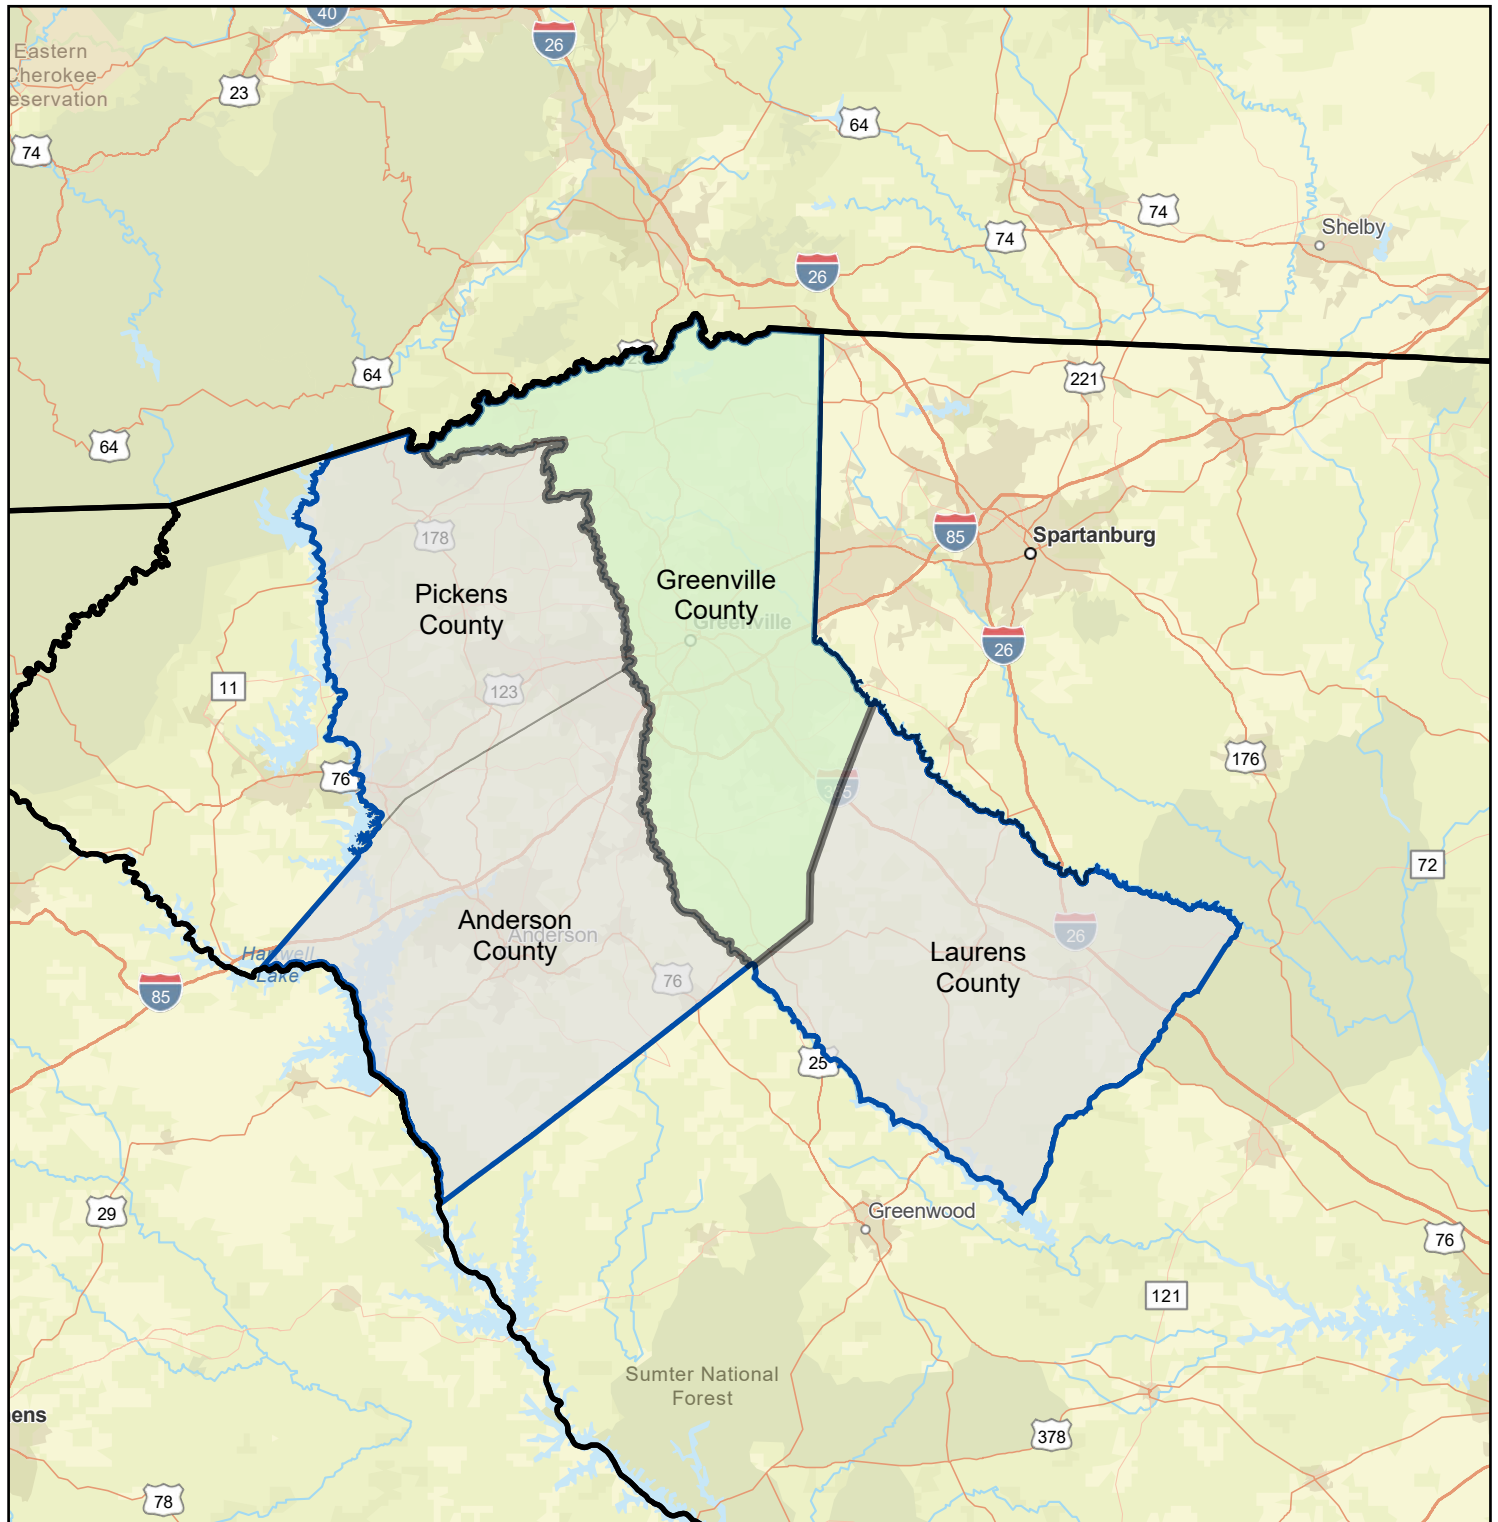 40
26
Eastern
Cherokee
eservation
23
64
74
74
Shelby
74
26
64
221
64
178
85
Spartanburg
Pickens
County
Greenville
County
Greenville
26
11
123
176
76
72
Anderson
County
Anderson
26
Laurens
County
Hartwell
Lake
76
85
25
29
Greenwood
76
121
Sumter National
Forest
ens
378
78